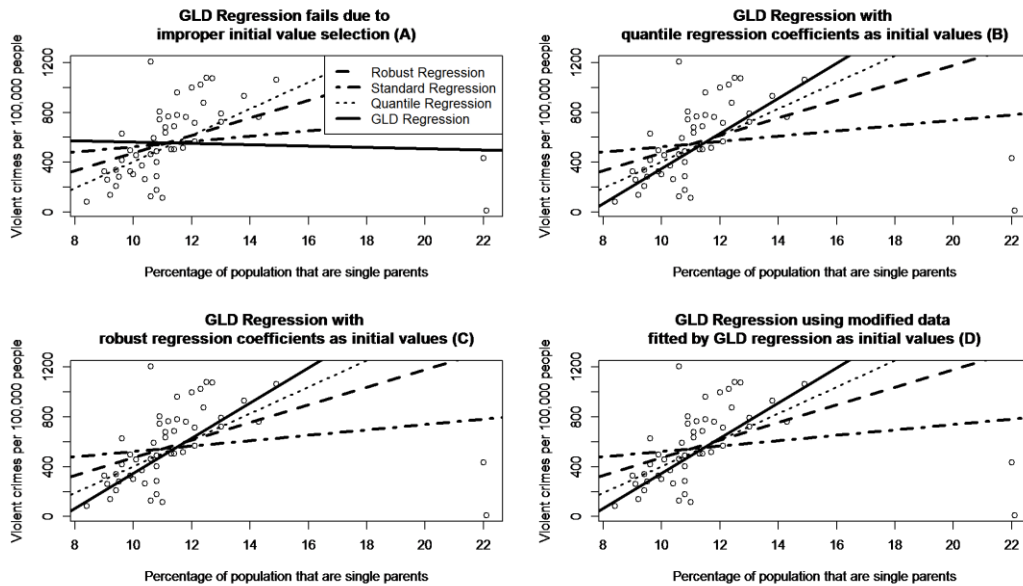 GLD Regression fails due to
improper initial value selection (A)
Violent crimes per 100,000 people
1200
800
400
0
Robust Regression
Standard Regression
Quantile Regression
GLD Regression
8 10 12 14 16 18 20 22
Percentage of population that are single parents
GLD Regression with
quantile regression coefficients as initial values (B)
Violent crimes per 100,000 people
1200
800
400
0
8 10 12 14 16 18 20 22
Percentage of population that are single parents
GLD Regression with
robust regression coefficients as initial values (C)
Violent crimes per 100,000 people
1200
800
400
0
8 10 12 14 16 18 20 22
Percentage of population that are single parents
GLD Regression using modified data
fitted by GLD regression as initial values (D)
Violent crimes per 100,000 people
1200
800
400
0
8 10 12 14 16 18 20 22
Percentage of population that are single parents